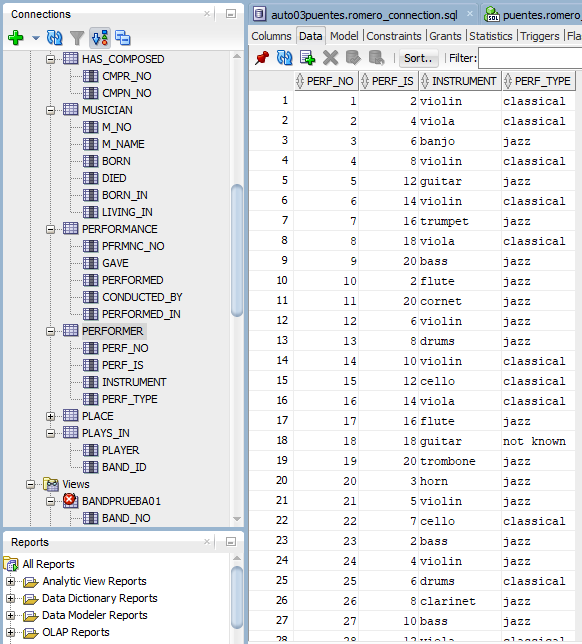 Connections
HAS_COMPOSED
CMPR_NO
CMPN_NO
MUSICIAN
M_NO
M_NAME
BORN
DIED
BORN_IN
LIVING_IN
PERFORMANCE
PFRMNC_NO
GAVE
PERFORMED
CONDUCTED_BY
PERFORMED_IN
PERFORMER
PERF_NO
PERF_IS
INSTRUMENT
PERF_TYPE
PLACE
PLAYS_IN
PLAYER
BAND_ID
Views
BANDPRUEBA01
BAND_NO
Reports
All Reports
Analytic View Reports
Data Dictionary Reports
Data Modeler Reports
OLAP Reports
auto03puentes.romero_connection.sql puentes.romero_
Columns Data Model Constraints Grants Statistics Triggers Fla
Sort.. Filter:
PERF_NO PERF_IS INSTRUMENT PERF_TYPE
1 1 2 violin classical
2 2 4 viola classical
3 3 6 banjo jazz
4 4 8 violin classical
5 5 12 guitar jazz
6 6 14 violin classical
7 7 16 trumpet jazz
8 8 18 viola classical
9 9 20 bass jazz
10 10 2 flute jazz
11 11 20 cornet jazz
12 12 6 violin jazz
13 13 8 drums jazz
14 14 10 violin classical
15 15 12 cello classical
16 16 14 viola classical
17 17 16 flute jazz
18 18 18 guitar not known
19 19 20 trombone jazz
20 20 3 horn jazz
21 21 5 violin jazz
22 22 7 cello classical
23 23 2 bass jazz
24 24 4 violin jazz
25 25 6 drums classical
26 26 8 clarinet jazz
27 27 10 bass jazz
28 28 12 viola classical